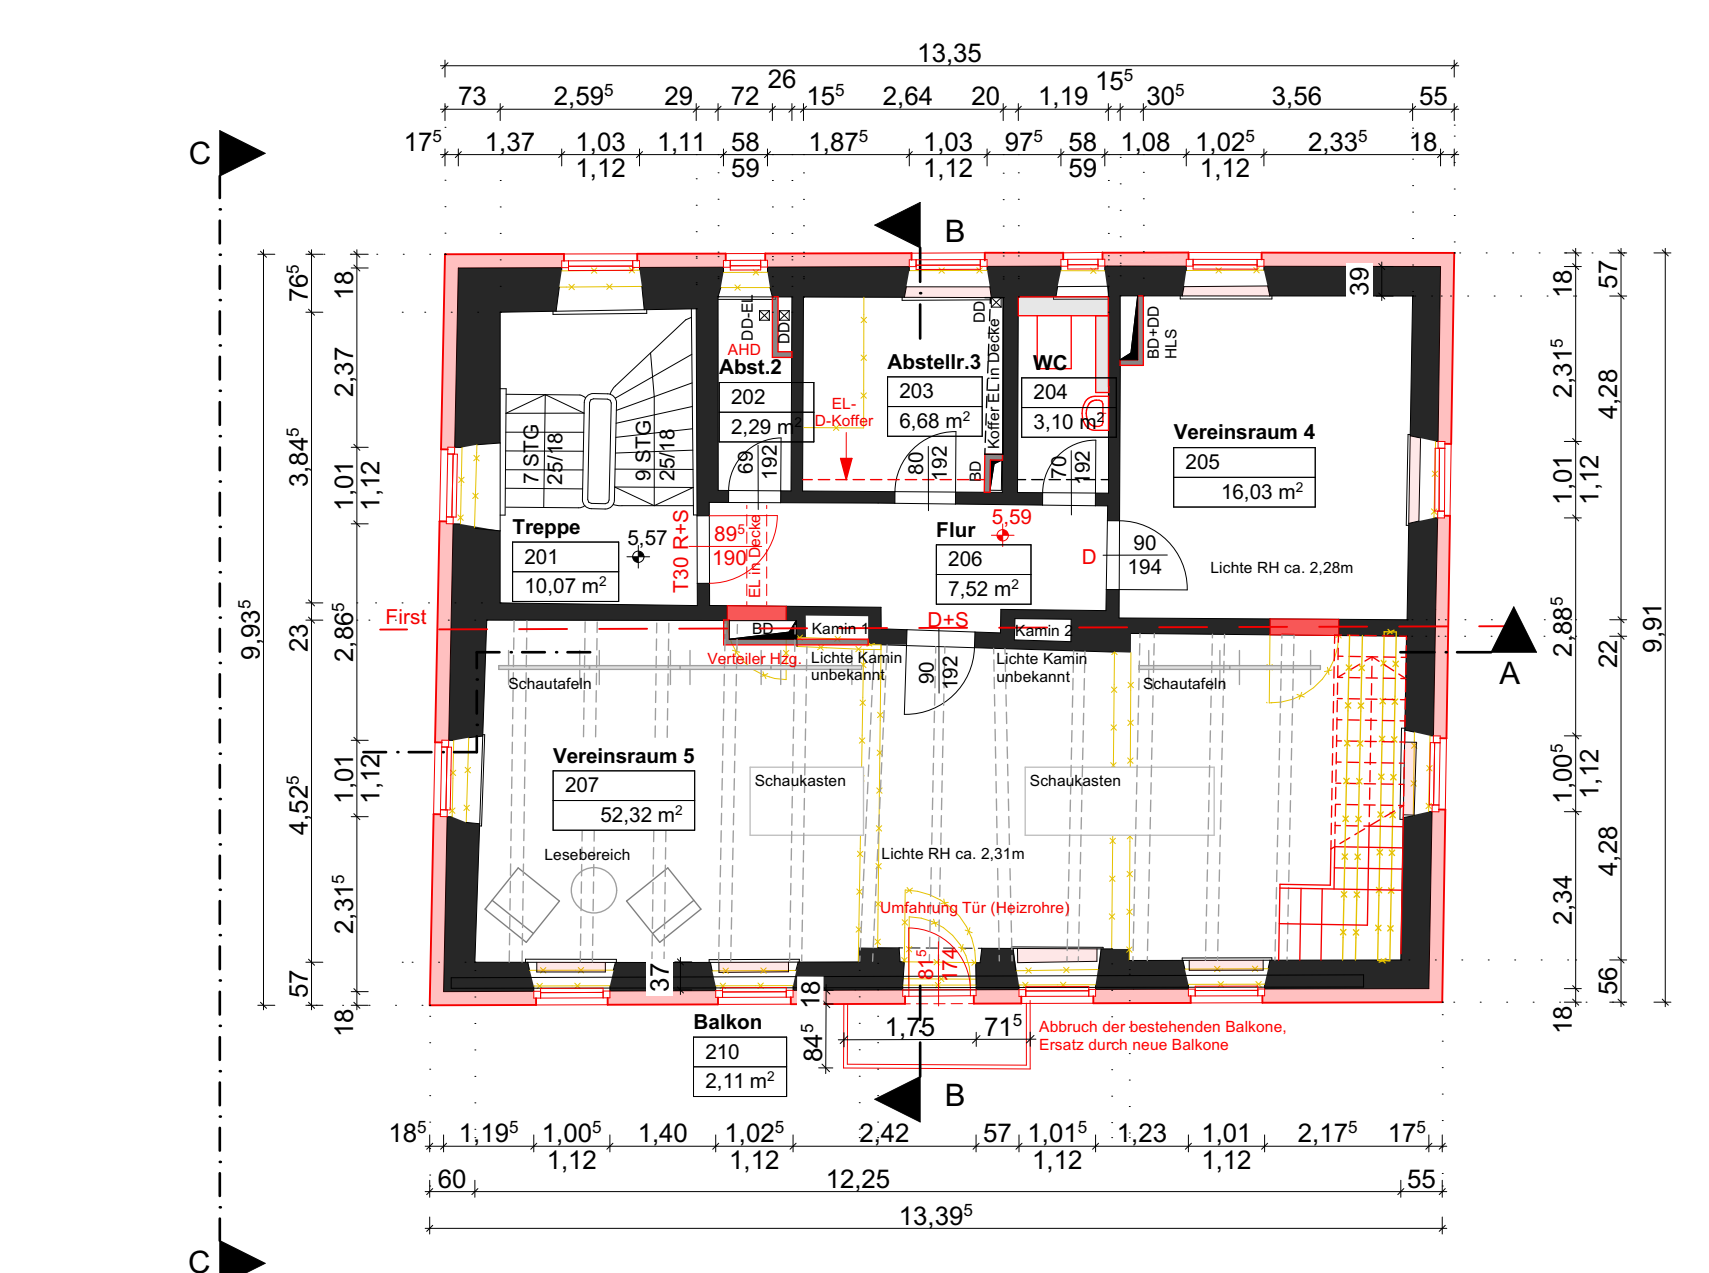 13,35
26
15⁵
73 2,59⁵ 29 72 15⁵ 2,64 20 1,19 30⁵ 3,56 55
17⁵ 1,37 1,03 1,11 58 1,87⁵ 1,03 97⁵ 58 1,08 1,02⁵ 2,33⁵ 18
1,12 59 1,12 59 1,12
C
B
9,93⁵
76⁵
3,84⁵
23
4,52⁵
57
18
2,37
1,01
1,12
2,86⁵
1,01
1,12
2,31⁵
18
39
DD-EL
DD
AHD
Abst.2
202
2,29 m²
69
192
EL-
D-Koffer
Abstellr.3
203
6,68 m²
80
192
DD
Koffer EL in Decke
BD
WC
204
3,10 m²
70
192
BD+DD
HLS
Vereinsraum 4
205
16,03 m²
Lichte RH ca. 2,28m
7 STG
25/18
9 STG
25/18
Treppe
201
10,07 m²
5,57
T30 R+S
89⁵
190
EL in Decke
Flur
206
7,52 m²
5,59
D
90
194
First
D+S
BD
Kamin 1
Kamin 2
Verteiler Hzg.
Lichte Kamin
unbekannt
90
192
Lichte Kamin
unbekannt
Schautafeln
Schautafeln
A
Vereinsraum 5
207
52,32 m²
Schaukasten
Schaukasten
Lesebereich
Lichte RH ca. 2,31m
Umfahrung Tür (Heizrohre)
81⁵
174
37
18
84⁵
Balkon
210
2,11 m²
1,75 71⁵
Abbruch der bestehenden Balkone,
Ersatz durch neue Balkone
B
18
2,31⁵
1,01
1,12
2,88⁵
1,00⁵
1,12
2,34
18
57
4,28
22
4,28
56
9,91
18⁵ 1,19⁵ 1,00⁵ 1,40 1,02⁵ 2,42 57 1,01⁵ 1,23 1,01 2,17⁵ 17⁵
1,12 1,12 1,12 1,12
60 12,25 55
13,39⁵
C